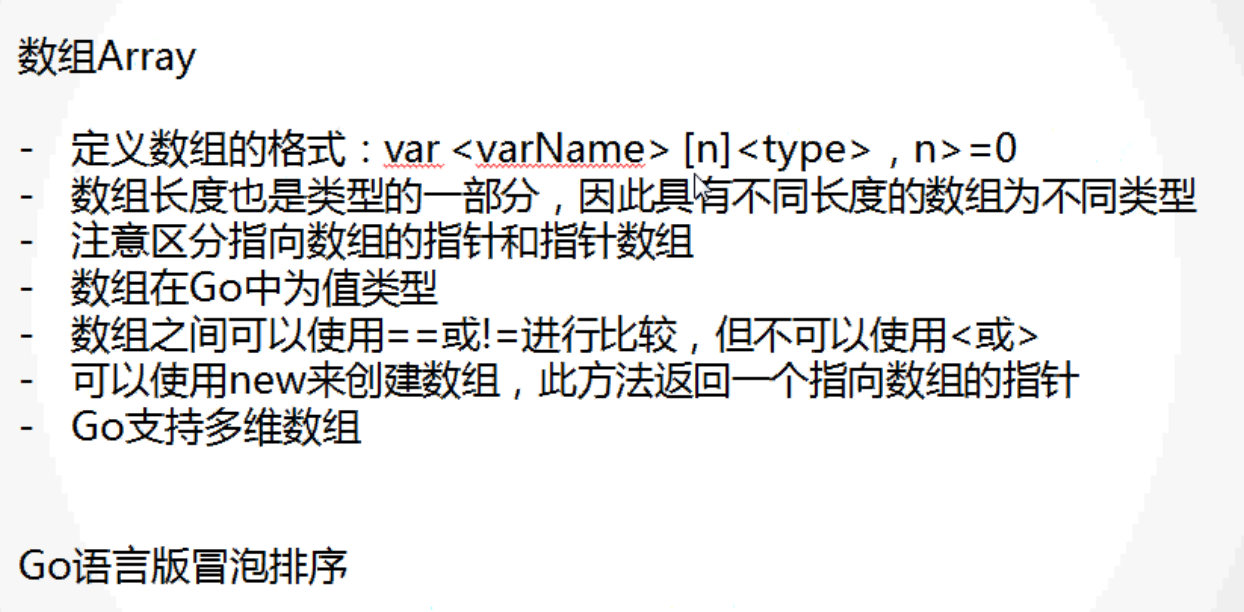 数组Array
- 定义数组的格式：var <varName> [n]<type>，n>=0
- 数组长度也是类型的一部分，因此具有不同长度的数组为不同类型
- 注意区分指向数组的指针和指针数组
- 数组在Go中为值类型
- 数组之间可以使用==或!=进行比较，但不可以使用<或>
- 可以使用new来创建数组，此方法返回一个指向数组的指针
- Go支持多维数组
Go语言版冒泡排序